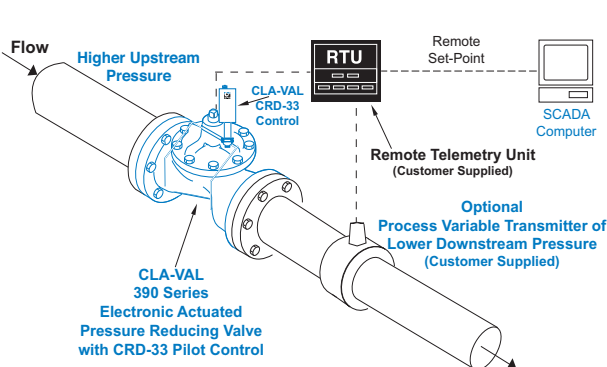 Flow
Higher Upstream
Pressure
CLA-VAL
CRD-33
Control
RTU
Remote
Set-Point
SCADA
Computer
Remote Telemetry Unit
(Customer Supplied)
Optional
Process Variable Transmitter of
Lower Downstream Pressure
(Customer Supplied)
CLA-VAL
390 Series
Electronic Actuated
Pressure Reducing Valve
with CRD-33 Pilot Control